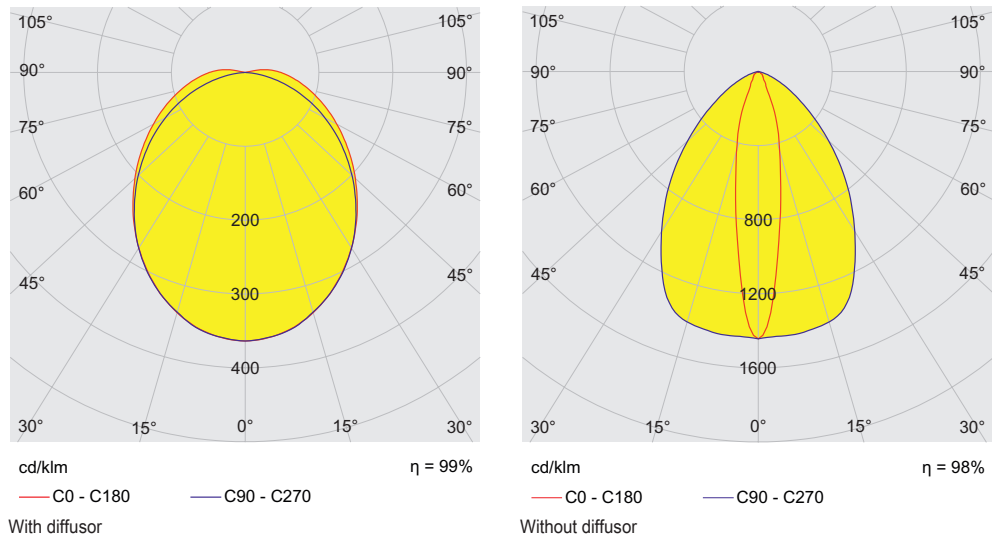 105° 105°
90° 90°
75° 75°
60° 60°
45° 45°
200
300
400
30° 15° 0° 15° 30°
cd/klm η = 99%
C0 - C180 C90 - C270
With diffusor
105° 105°
90° 90°
75° 75°
60° 60°
45° 45°
800
1200
1600
30° 15° 0° 15° 30°
cd/klm η = 98%
C0 - C180 C90 - C270
Without diffusor